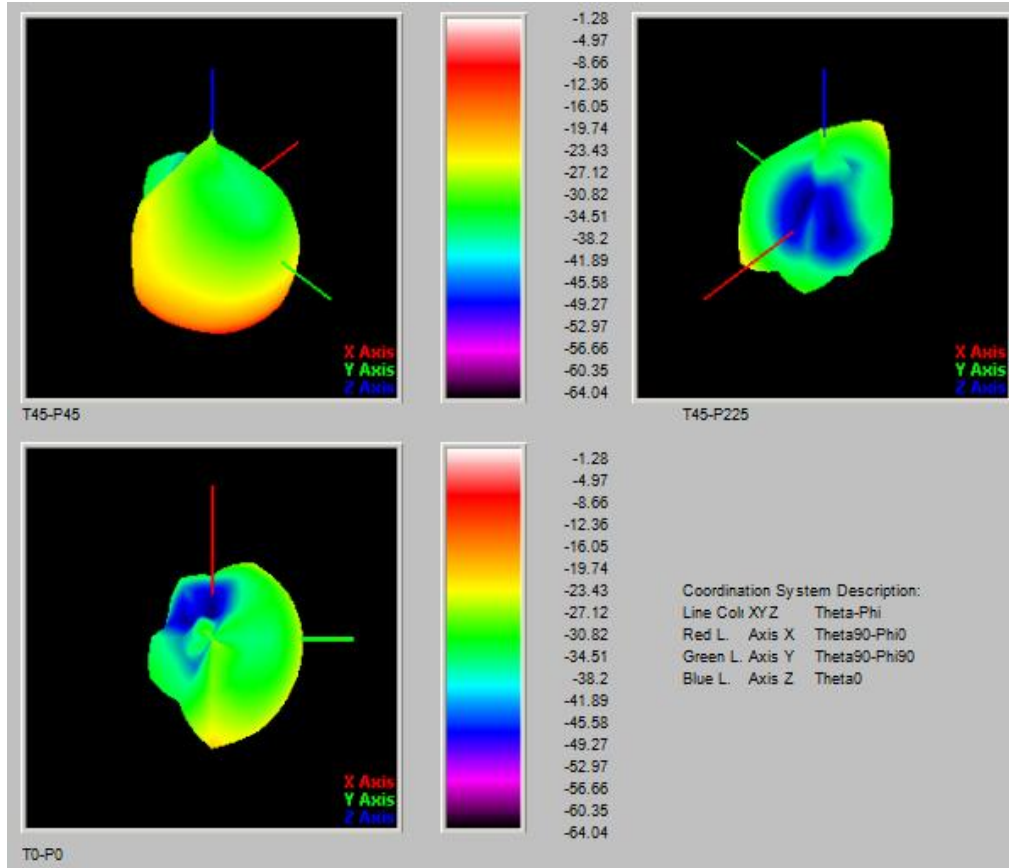 -1.28
-4.97
-8.66
-12.36
-16.05
-19.74
-23.43
-27.12
-30.82
-34.51
-38.2
-41.89
-45.58
-49.27
-52.97
-56.66
-60.35
-64.04
X Axis
Y Axis
Z Axis
T45-P45
X Axis
Y Axis
Z Axis
T45-P225
-1.28
-4.97
-8.66
-12.36
-16.05
-19.74
-23.43
-27.12
-30.82
-34.51
-38.2
-41.89
-45.58
-49.27
-52.97
-56.66
-60.35
-64.04
X Axis
Y Axis
Z Axis
T0-P0
Coordination System Description:
Line Colı XYZ Theta-Phi
Red L. Axis X Theta90-Phi0
Green L. Axis Y Theta90-Phi90
Blue L. Axis Z Theta0